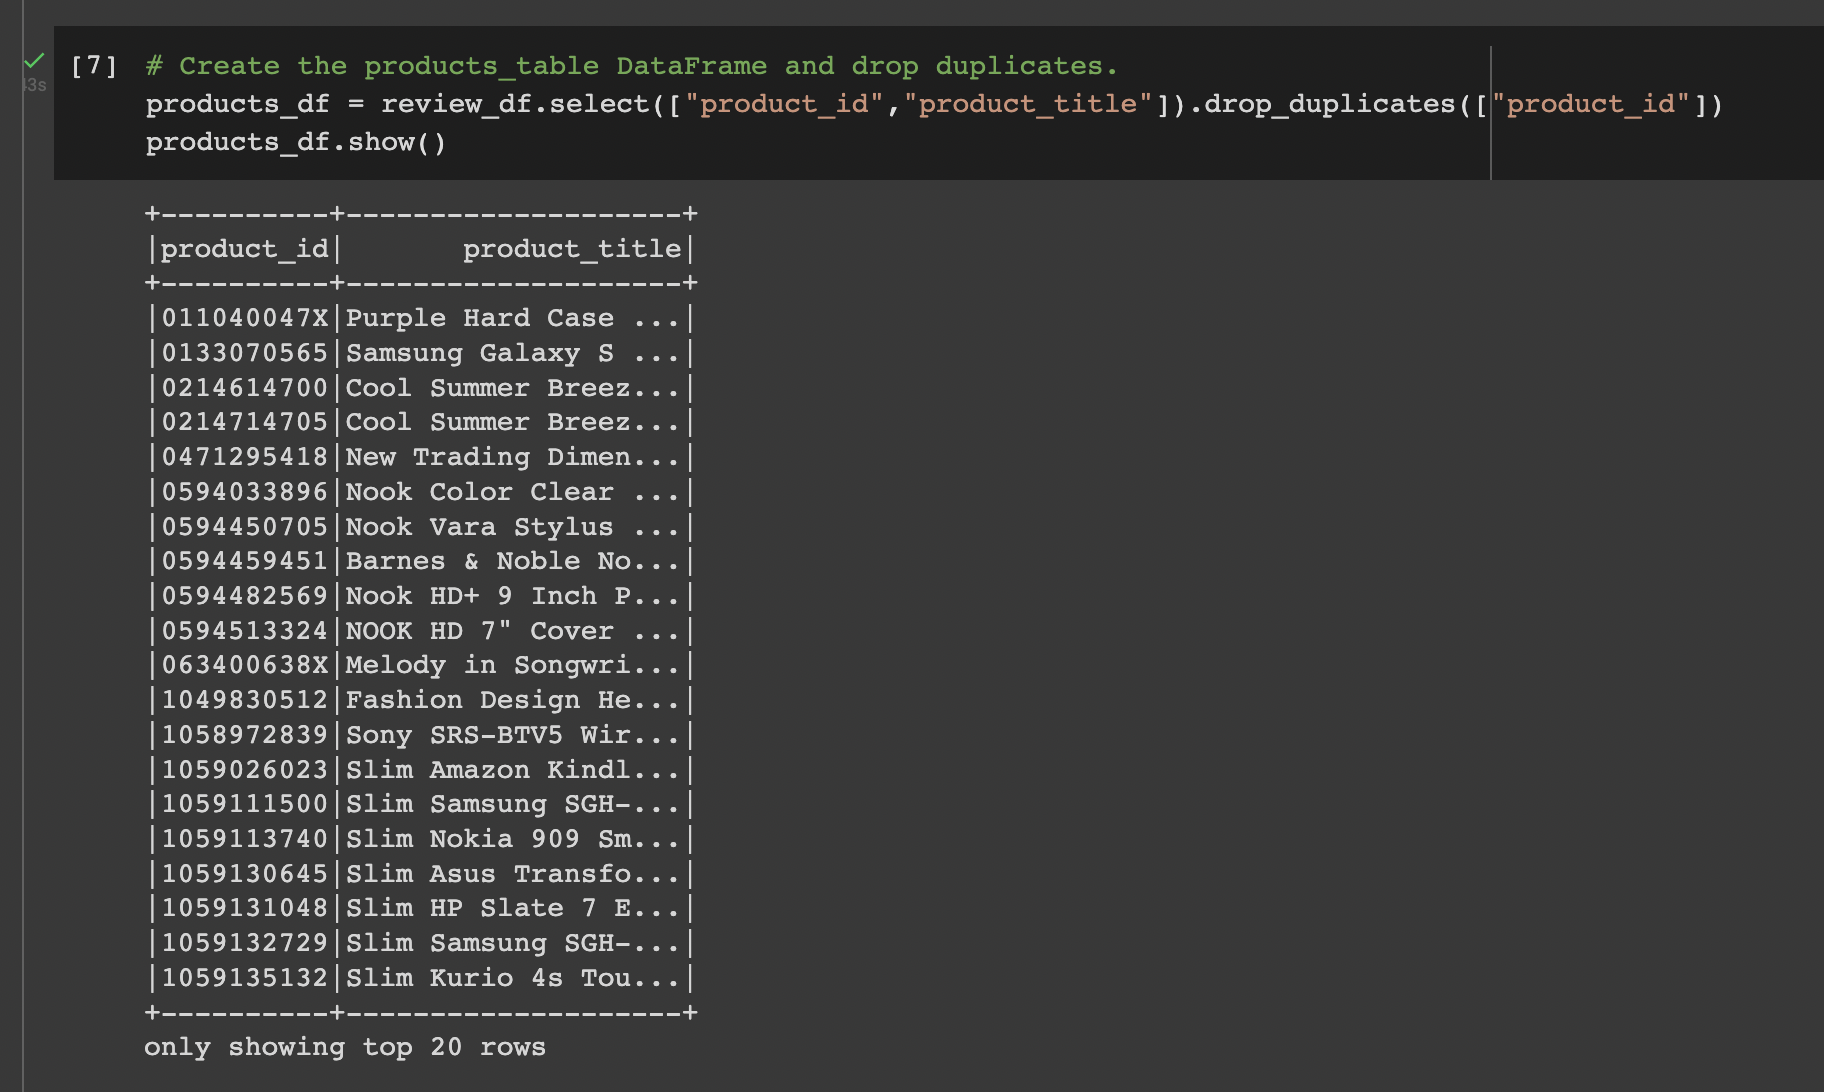 [7] # Create the products_table DataFrame and drop duplicates.
products_df = review_df.select(["product_id","product_title"]).drop_duplicates(["product_id"])
products_df.show()
+----------+--------------------+
|product_id|       product_title|
+----------+--------------------+
|011040047X|Purple Hard Case ...|
|0133070565|Samsung Galaxy S ...|
|0214614700|Cool Summer Breez...|
|0214714705|Cool Summer Breez...|
|0471295418|New Trading Dimen...|
|0594033896|Nook Color Clear ...|
|0594450705|Nook Vara Stylus ...|
|0594459451|Barnes & Noble No...|
|0594482569|Nook HD+ 9 Inch P...|
|0594513324|NOOK HD 7" Cover ...|
|063400638X|Melody in Songwri...|
|1049830512|Fashion Design He...|
|1058972839|Sony SRS-BTV5 Wir...|
|1059026023|Slim Amazon Kindl...|
|1059111500|Slim Samsung SGH-...|
|1059113740|Slim Nokia 909 Sm...|
|1059130645|Slim Asus Transfo...|
|1059131048|Slim HP Slate 7 E...|
|1059132729|Slim Samsung SGH-...|
|1059135132|Slim Kurio 4s Tou...|
+----------+--------------------+
only showing top 20 rows